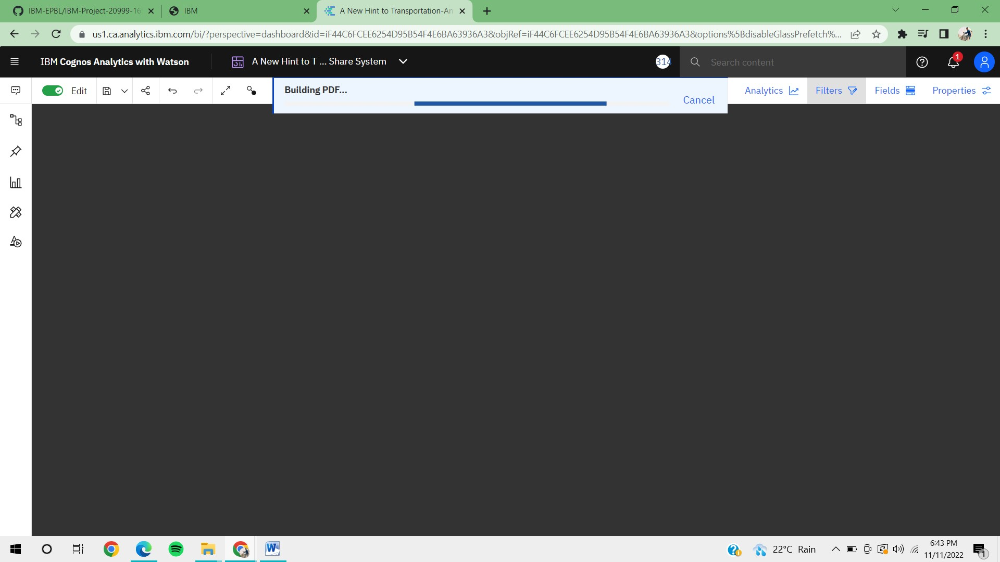 IBM-EPBL/IBM-Project-20999-16
IBM
A New Hint to Transportation-An
us1.ca.analytics.ibm.com/bi/?perspective=dashboard&id=iF44C6FCEE6254D95B54F4E6BA63936A3&objRef=iF44C6FCEE6254D95B54F4E6BA63936A3&options%5BdisableGlassPrefetch%...
IBM Cognos Analytics with Watson
A New Hint to T ... Share System
314
Search content
1
Edit
Building PDF...
Cancel
Analytics
Filters
Fields
Properties
22°C Rain
6:43 PM
11/11/2022
1